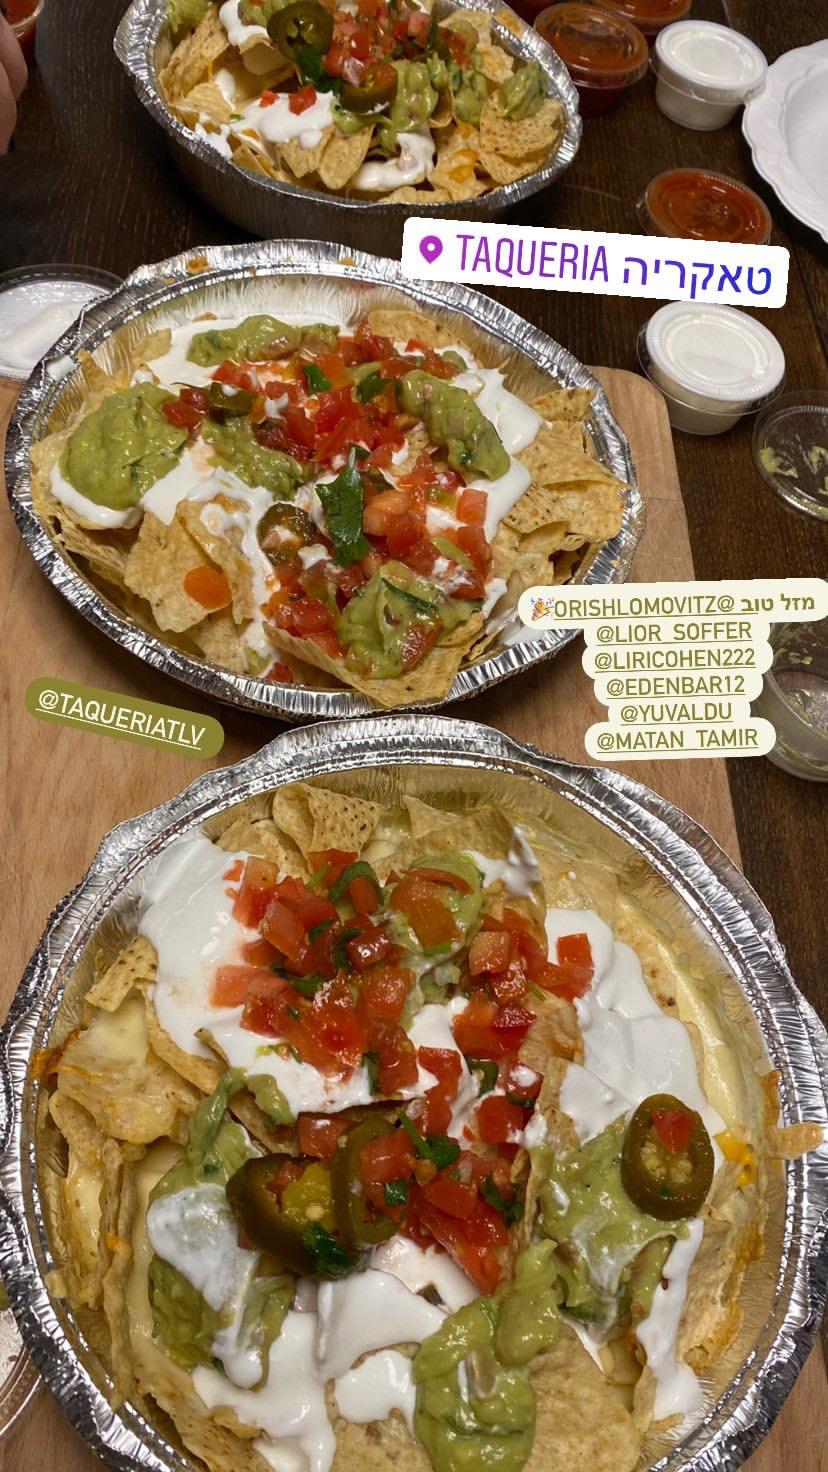 TAQUERIA טאקריה
מזל טוב @ORISHLOMOVITZ🎉
@LIOR_SOFFER
@LIRICOHEN222
@EDENBAR12
@YUVALDU
@MATAN_TAMIR
@TAQUERIATLV